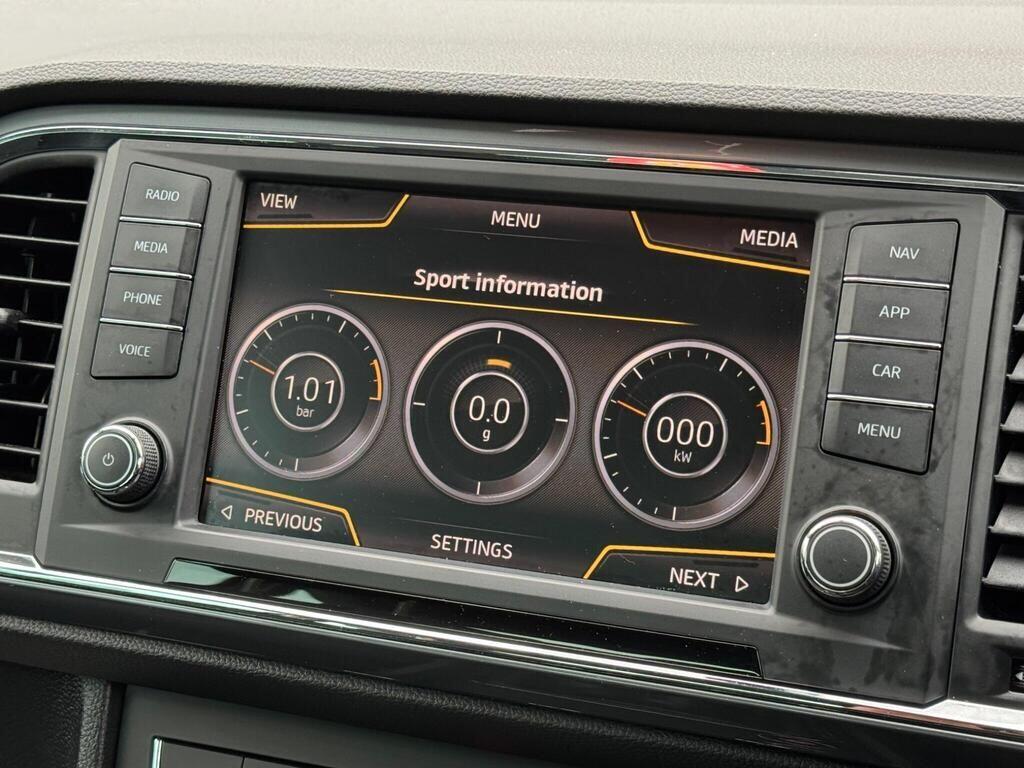 RADIO
MEDIA
PHONE
VOICE
VIEW
MENU
MEDIA
Sport information
1.01
bar
0.0
g
000
kW
PREVIOUS
SETTINGS
NEXT
NAV
APP
CAR
MENU